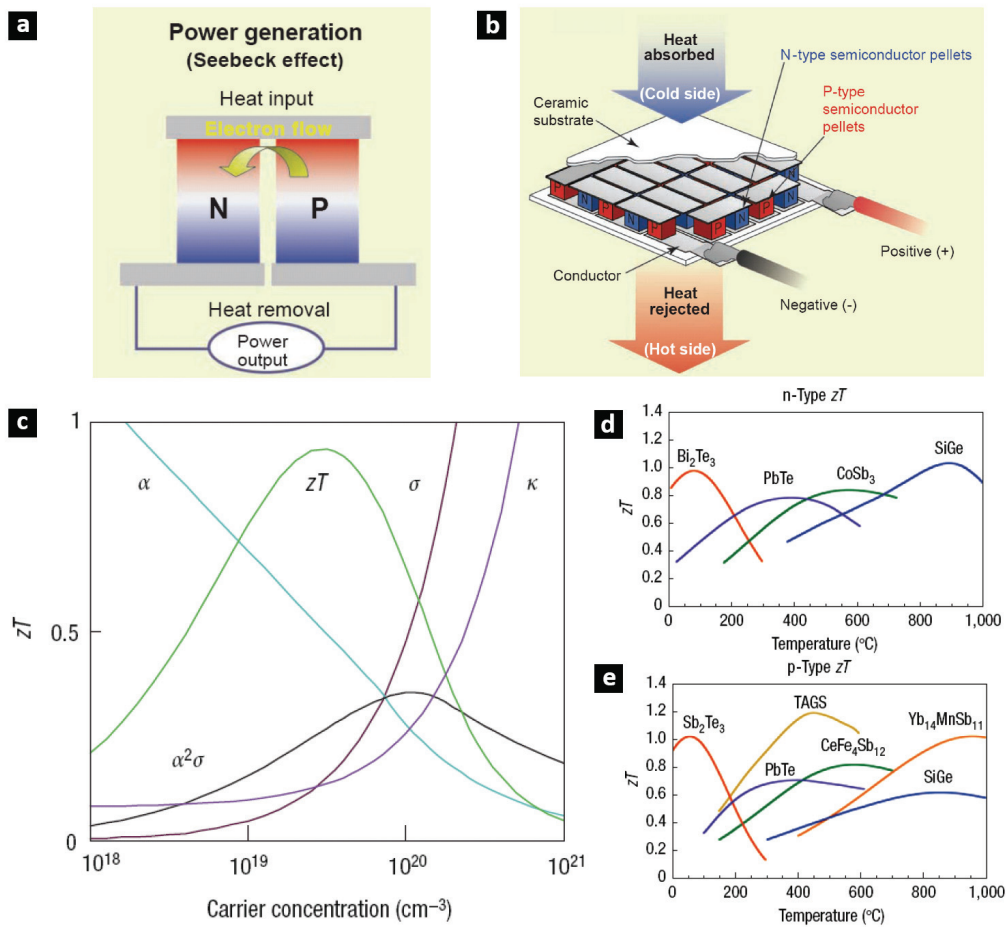 a
Power generation
(Seebeck effect)
Heat input
Electron flow
N
P
Heat removal
Power
output
b
Heat
absorbed
(Cold side)
N-type semiconductor pellets
P-type
semiconductor
pellets
Ceramic
substrate
P
N
P
N
P
N
P
P
N
P
N
N
Positive (+)
Conductor
Negative (-)
Heat
rejected
(Hot side)
c
1
α
zT
σ
κ
zT
0.5
α²σ
0
10¹⁸
10¹⁹
10²⁰
10²¹
Carrier concentration (cm⁻³)
d
n-Type zT
1.4
1.2
1.0
0.8
0.6
0.4
0.2
0
zT
Bi₂Te₃
PbTe
CoSb₃
SiGe
0
200
400
600
800
1,000
Temperature (°C)
e
p-Type zT
1.4
1.2
1.0
0.8
0.6
0.4
0.2
0.0
zT
Sb₂Te₃
TAGS
Yb₁₄MnSb₁₁
CeFe₄Sb₁₂
PbTe
SiGe
0
200
400
600
800
1,000
Temperature (°C)